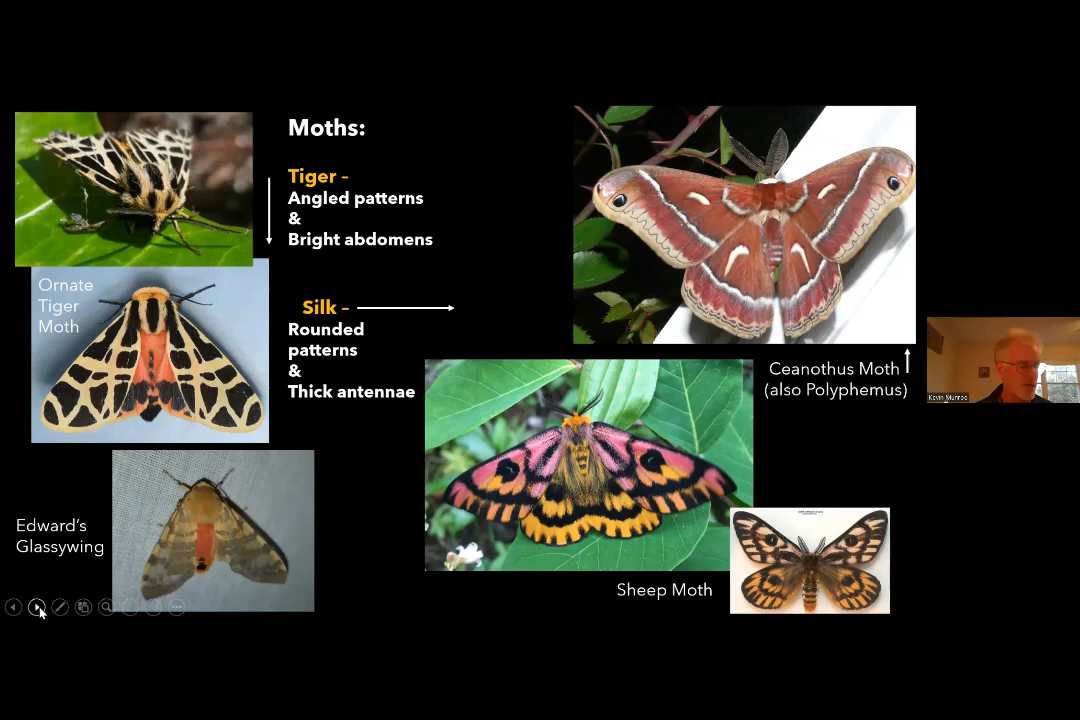 Moths:
Tiger –
Angled patterns
&
Bright abdomens
Silk –
Rounded
patterns
&
Thick antennae
Ornate
Tiger
Moth
Edward's
Glassywing
Ceanothus Moth
(also Polyphemus)
Sheep Moth
Kevin_Munroe